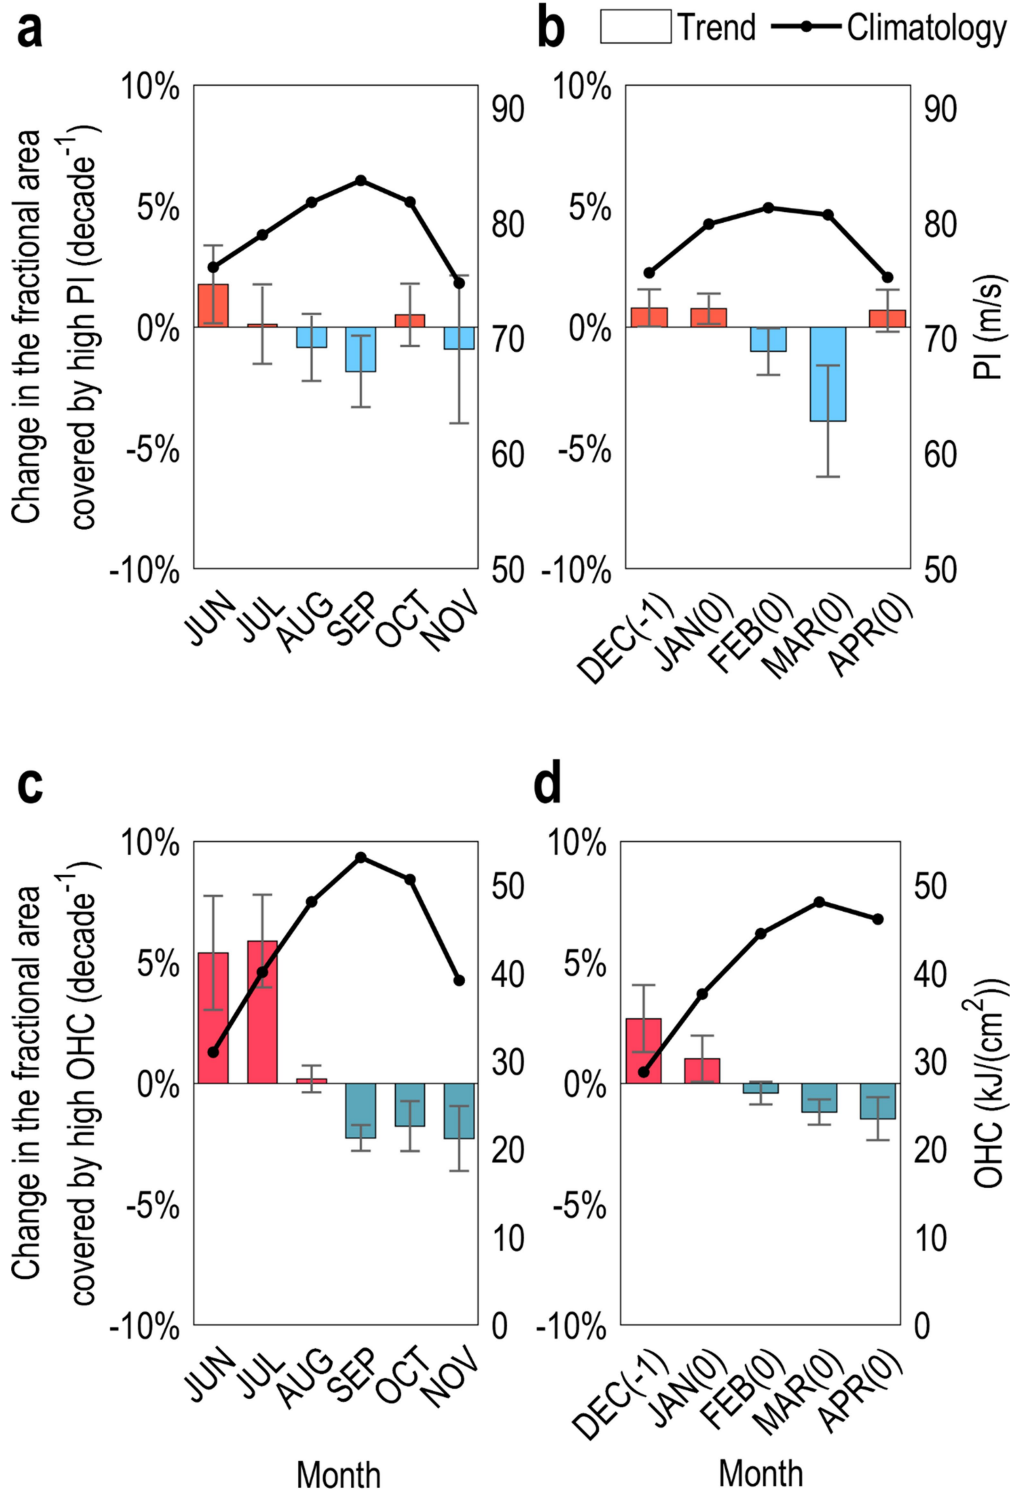 a
b
Trend
Climatology
Change in the fractional area
covered by high PI (decade⁻¹)
10%
5%
0%
-5%
-10%
90
80
70
60
50
JUN
JUL
AUG
SEP
OCT
NOV
10%
5%
0%
-5%
-10%
90
80
70
60
50
PI (m/s)
DEC(-1)
JAN(0)
FEB(0)
MAR(0)
APR(0)
c
d
Change in the fractional area
covered by high OHC (decade⁻¹)
10%
5%
0%
-5%
-10%
50
40
30
20
10
0
JUN
JUL
AUG
SEP
OCT
NOV
Month
10%
5%
0%
-5%
-10%
50
40
30
20
10
0
OHC (kJ/(cm²))
DEC(-1)
JAN(0)
FEB(0)
MAR(0)
APR(0)
Month